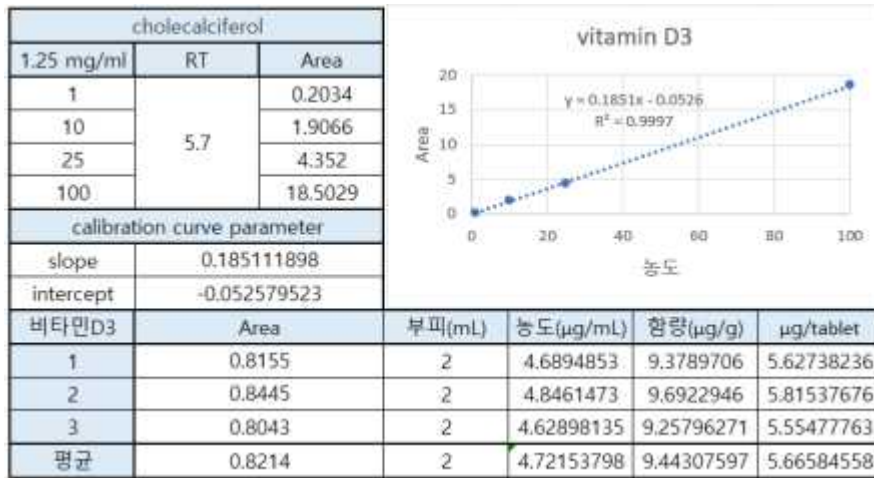 cholecalciferol
1.25 mg/ml RT Area
1 0.2034
10 1.9066
5.7
25 4.352
100 18.5029
calibration curve parameter
slope 0.185111898
intercept -0.052579523
vitamin D3
y = 0.1851x - 0.0526
R² = 0.9997
Area
20
15
10
5
0
0 20 40 60 80 100
농도
비타민D3 Area 부피(mL) 농도(μg/mL) 함량(μg/g) μg/tablet
1 0.8155 2 4.6894853 9.3789706 5.62738236
2 0.8445 2 4.8461473 9.6922946 5.81537676
3 0.8043 2 4.62898135 9.25796271 5.55477763
평균 0.8214 2 4.72153798 9.44307597 5.66584558